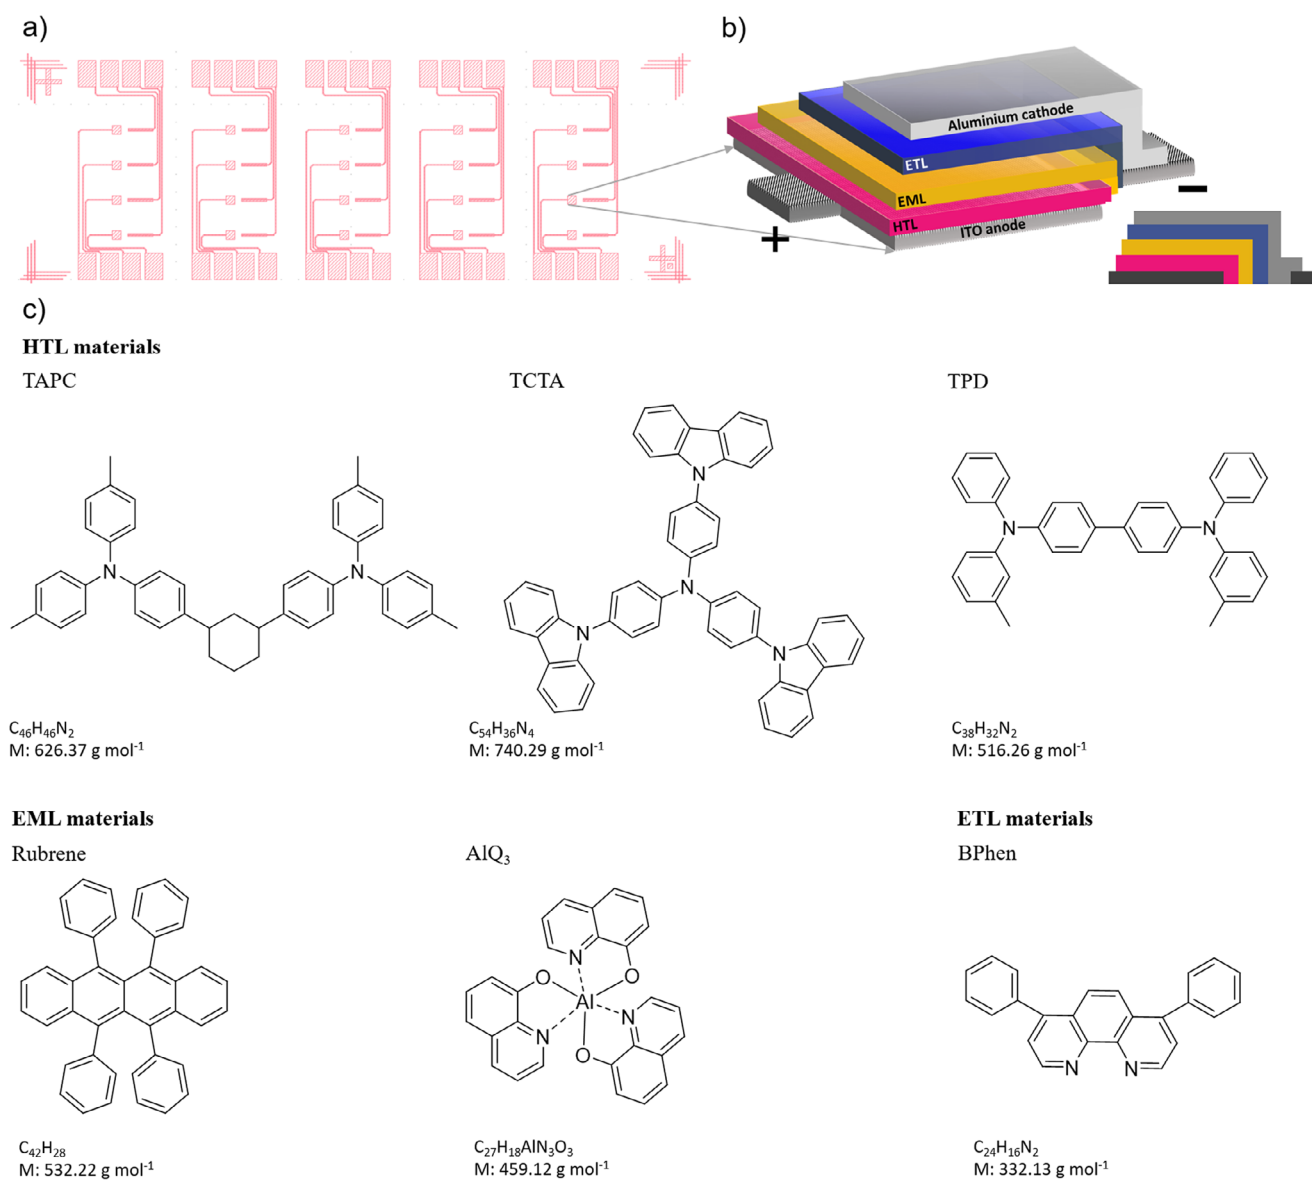 a)
b)
Aluminium cathode
ETL
EML
HTL
ITO anode
+
−
c)
HTL materials
TAPC
TCTA
TPD
N
N
N
N
N
N
N
N
C₄₆H₄₆N₂
M: 626.37 g mol⁻¹
C₅₄H₃₆N₄
M: 740.29 g mol⁻¹
C₃₈H₃₂N₂
M: 516.26 g mol⁻¹
EML materials
ETL materials
Rubrene
AlQ₃
BPhen
N
O
O
Al
N
N
O
N
N
C₄₂H₂₈
M: 532.22 g mol⁻¹
C₂₇H₁₈AlN₃O₃
M: 459.12 g mol⁻¹
C₂₄H₁₆N₂
M: 332.13 g mol⁻¹